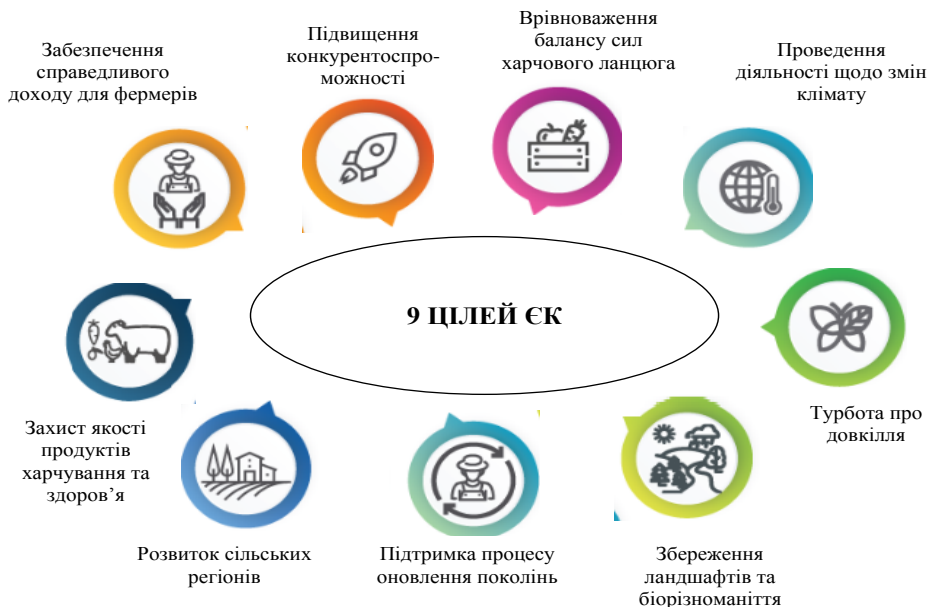 Забезпечення
справедливого
доходу для фермерів
Підвищення
конкурентоспро-
можності
Врівноваження
балансу сил
харчового ланцюга
Проведення
діяльності щодо змін
клімату
9 ЦІЛЕЙ ЄК
Турбота про
довкілля
Захист якості
продуктів
харчування та
здоров’я
Розвиток сільських
регіонів
Підтримка процесу
оновлення поколінь
Збереження
ландшафтів та
біорізноманіття